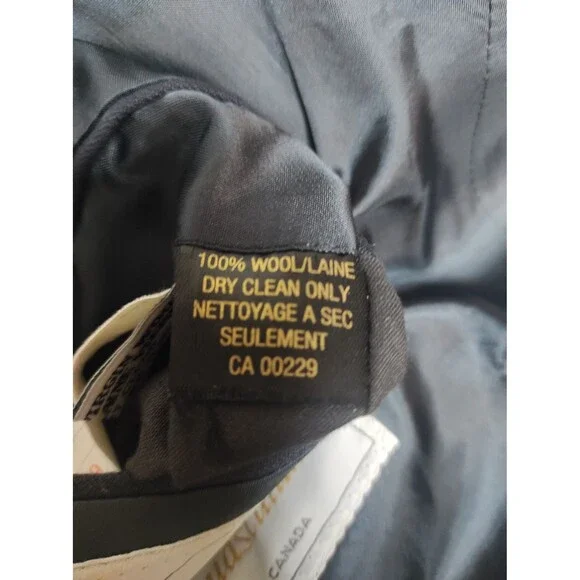 100% WOOL/LAINE
DRY CLEAN ONLY
NETTOYAGE A SEC
SEULEMENT
CA 00229
CANADA